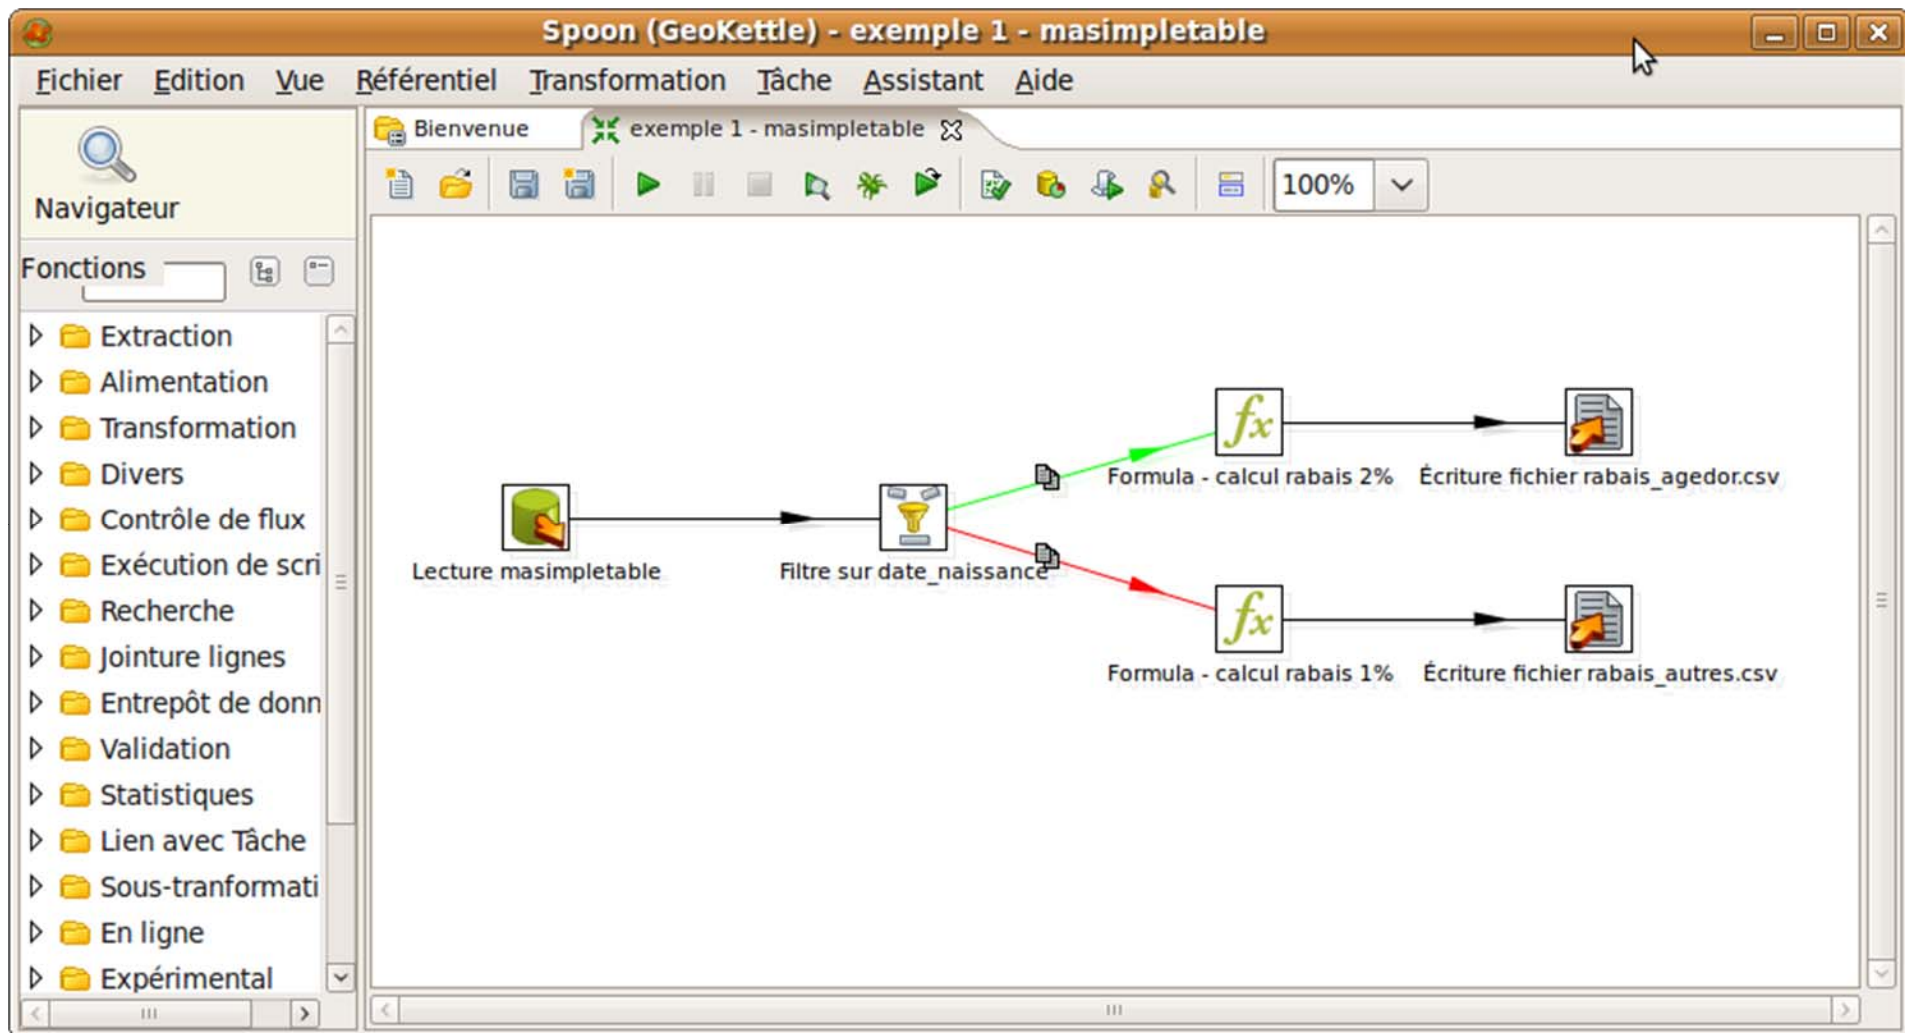 Spoon (GeoKettle) - exemple 1 - masimpletable
Fichier Edition Vue Référentiel Transformation Tâche Assistant Aide
Navigateur
Bienvenue
exemple 1 - masimpletable
100%
Fonctions
Extraction
Alimentation
Transformation
Divers
Contrôle de flux
Exécution de scri
Recherche
Jointure lignes
Entrepôt de donn
Validation
Statistiques
Lien avec Tâche
Sous-tranformati
En ligne
Expérimental
Lecture masimpletable
Filtre sur date_naissance
Formula - calcul rabais 2%
Écriture fichier rabais_agedor.csv
Formula - calcul rabais 1%
Écriture fichier rabais_autres.csv